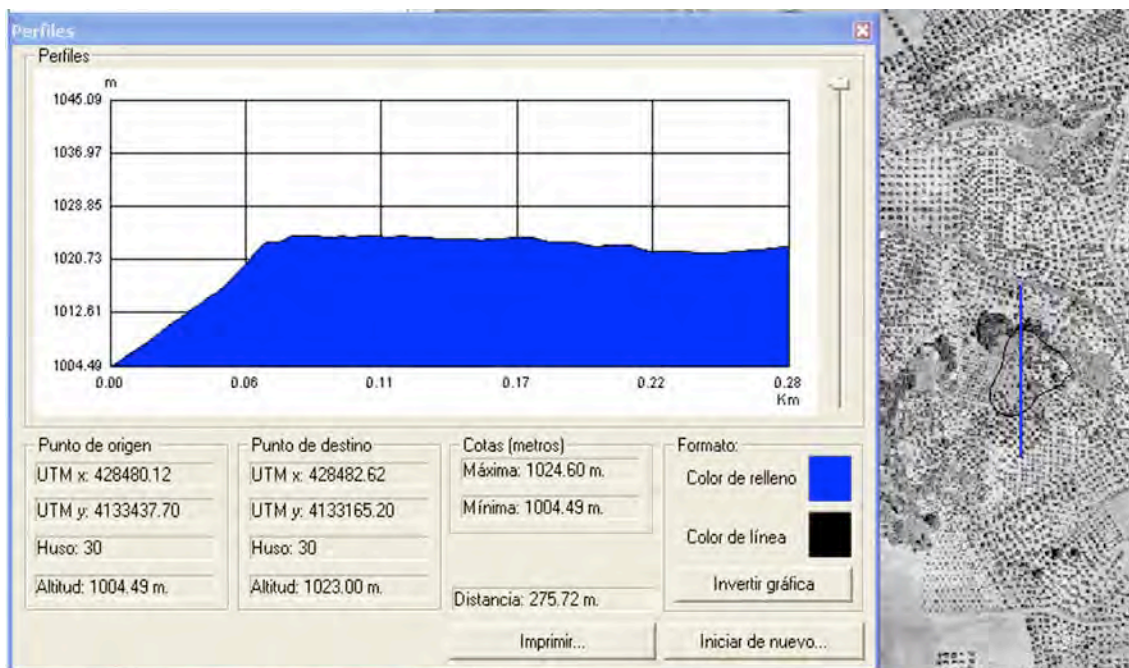 Perfiles
Perfiles
m
1045.09
1036.97
1028.85
1020.73
1012.61
1004.49
0.00 0.06 0.11 0.17 0.22 0.28
Km
Punto de origen
UTM x: 428480.12
UTM y: 4133437.70
Huso: 30
Altitud: 1004.49 m.
Punto de destino
UTM x: 428482.62
UTM y: 4133165.20
Huso: 30
Altitud: 1023.00 m.
Cotas (metros)
Máxima: 1024.60 m.
Mínima: 1004.49 m.
Distancia: 275.72 m.
Formato:
Color de relleno
Color de línea
Invertir gráfica
Imprimir...
Iniciar de nuevo...